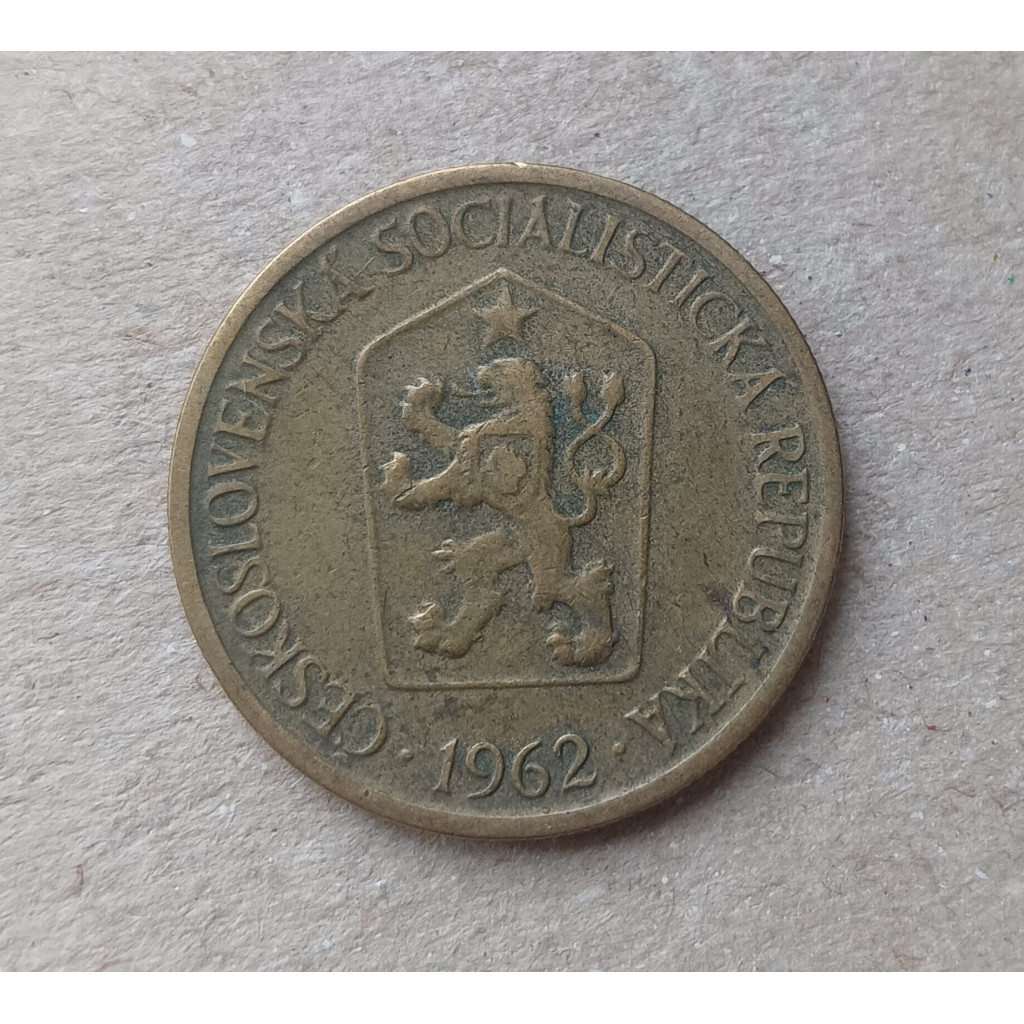 ČESKOSLOVENSKÁ SOCIALISTICKÁ REPUBLIKA
· 1962 ·